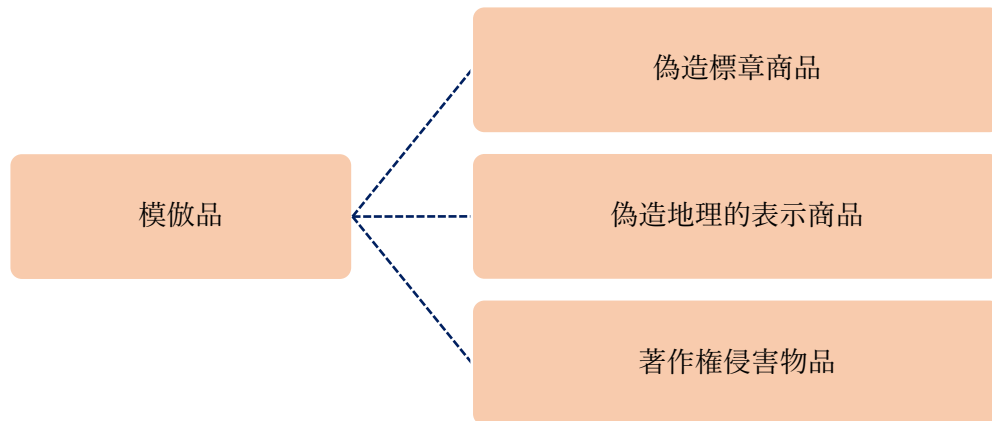 模倣品
偽造標章商品
偽造地理的表示商品
著作権侵害物品